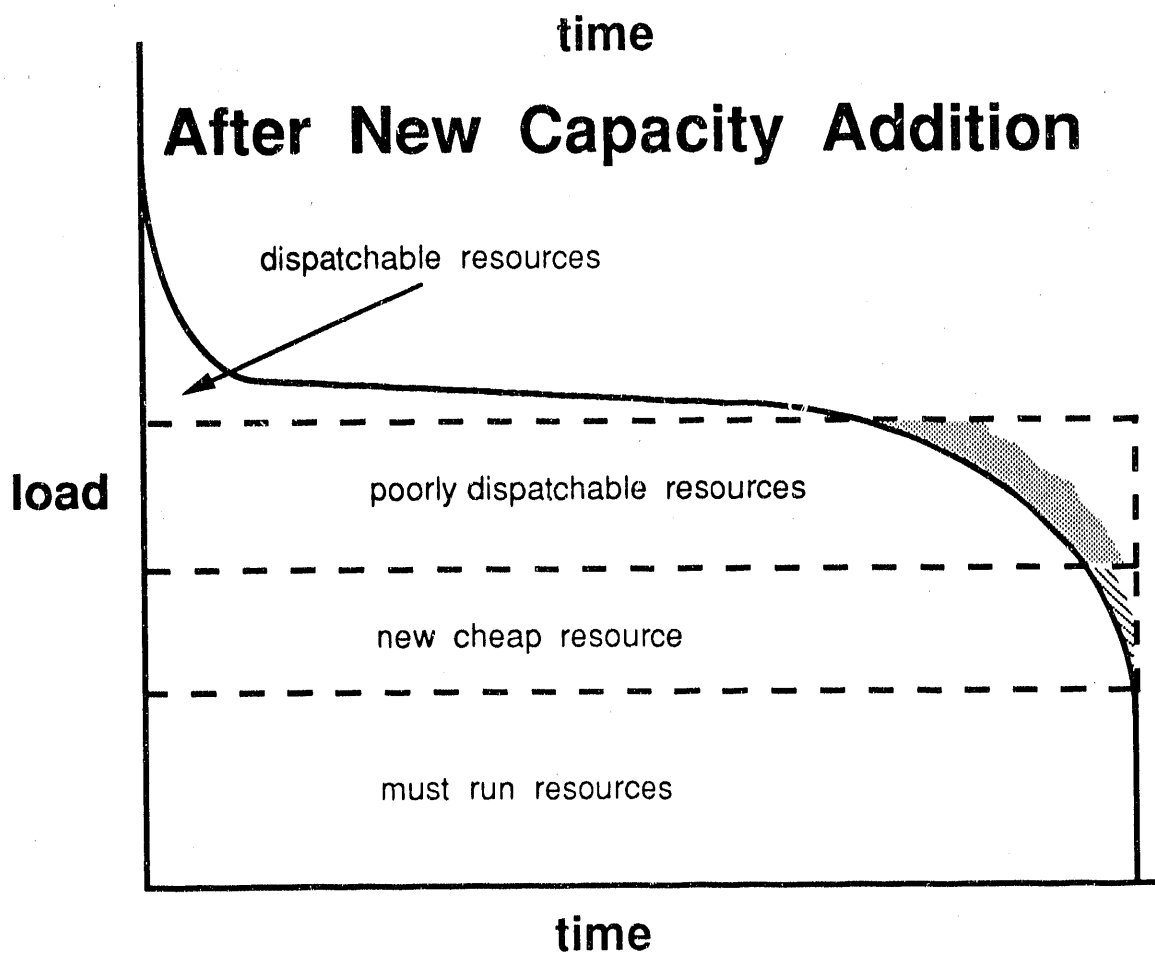 time
After New Capacity Addition
dispatchable resources
load
poorly dispatchable resources
new cheap resource
must run resources
time